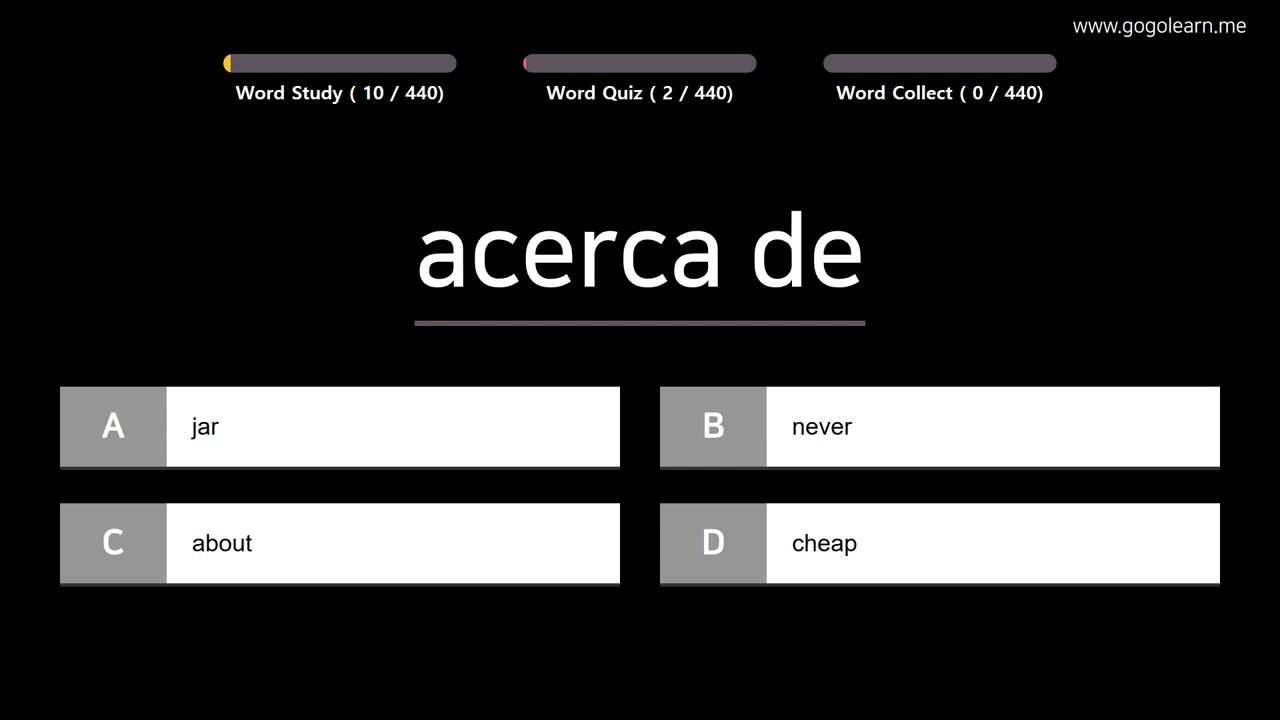 www.gogolearn.me
Word Study ( 10 / 440)
Word Quiz ( 2 / 440)
Word Collect ( 0 / 440)
acerca de
A jar
B never
C about
D cheap